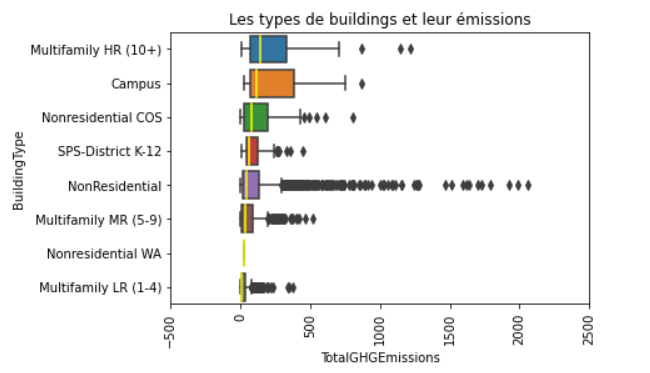 Les types de buildings et leur émissions
Multifamily HR (10+)
Campus
Nonresidential COS
SPS-District K-12
NonResidential
Multifamily MR (5-9)
Nonresidential WA
Multifamily LR (1-4)
BuildingType
-500
0
500
1000
1500
2000
2500
TotalGHGEmissions